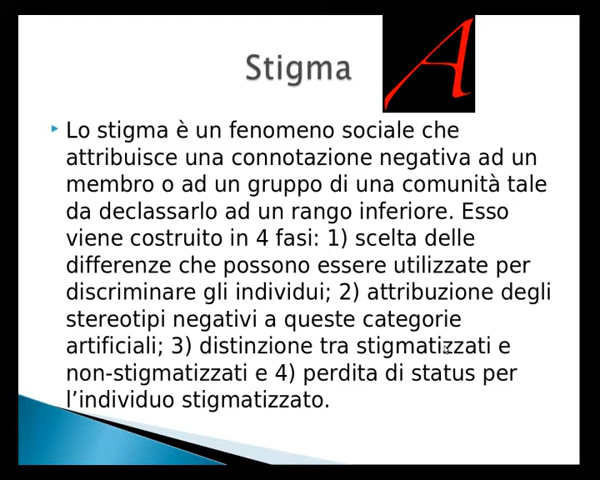 Stigma
A
Lo stigma è un fenomeno sociale che
attribuisce una connotazione negativa ad un
membro o ad un gruppo di una comunità tale
da declassarlo ad un rango inferiore. Esso
viene costruito in 4 fasi: 1) scelta delle
differenze che possono essere utilizzate per
discriminare gli individui; 2) attribuzione degli
stereotipi negativi a queste categorie
artificiali; 3) distinzione tra stigmatizzati e
non-stigmatizzati e 4) perdita di status per
l’individuo stigmatizzato.